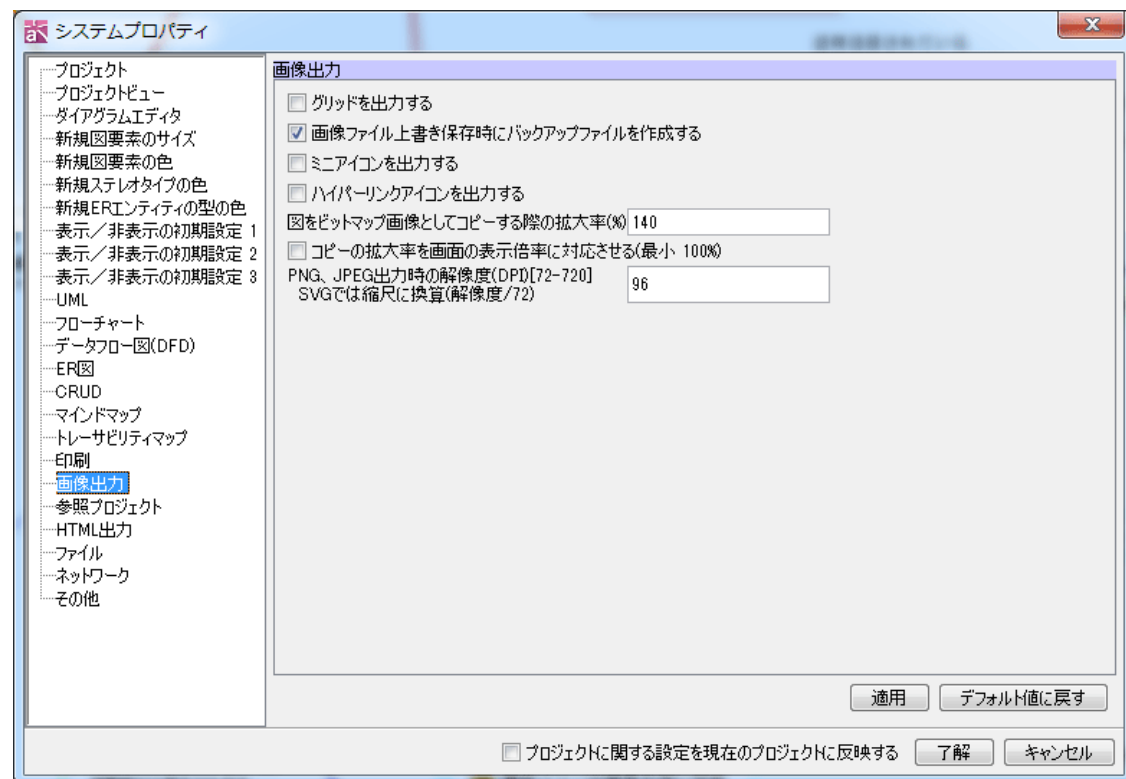 システムプロパティ
プロジェクト
プロジェクトビュー
ダイアグラムエディタ
新規図要素のサイズ
新規図要素の色
新規ステレオタイプの色
新規ERエンティティの型の色
表示／非表示の初期設定 1
表示／非表示の初期設定 2
表示／非表示の初期設定 3
UML
フローチャート
データフロー図(DFD)
ER図
CRUD
マインドマップ
トレーサビリティマップ
印刷
画像出力
参照プロジェクト
HTML出力
ファイル
ネットワーク
その他
画像出力
グリッドを出力する
画像ファイル上書き保存時にバックアップファイルを作成する
ミニアイコンを出力する
ハイパーリンクアイコンを出力する
図をビットマップ画像としてコピーする際の拡大率(%) 140
コピーの拡大率を画面の表示倍率に対応させる(最小 100%)
PNG、JPEG出力時の解像度(DPI)[72-720]
SVGでは縮尺に換算(解像度/72)
96
適用 デフォルト値に戻す
プロジェクトに関する設定を現在のプロジェクトに反映する 了解 キャンセル